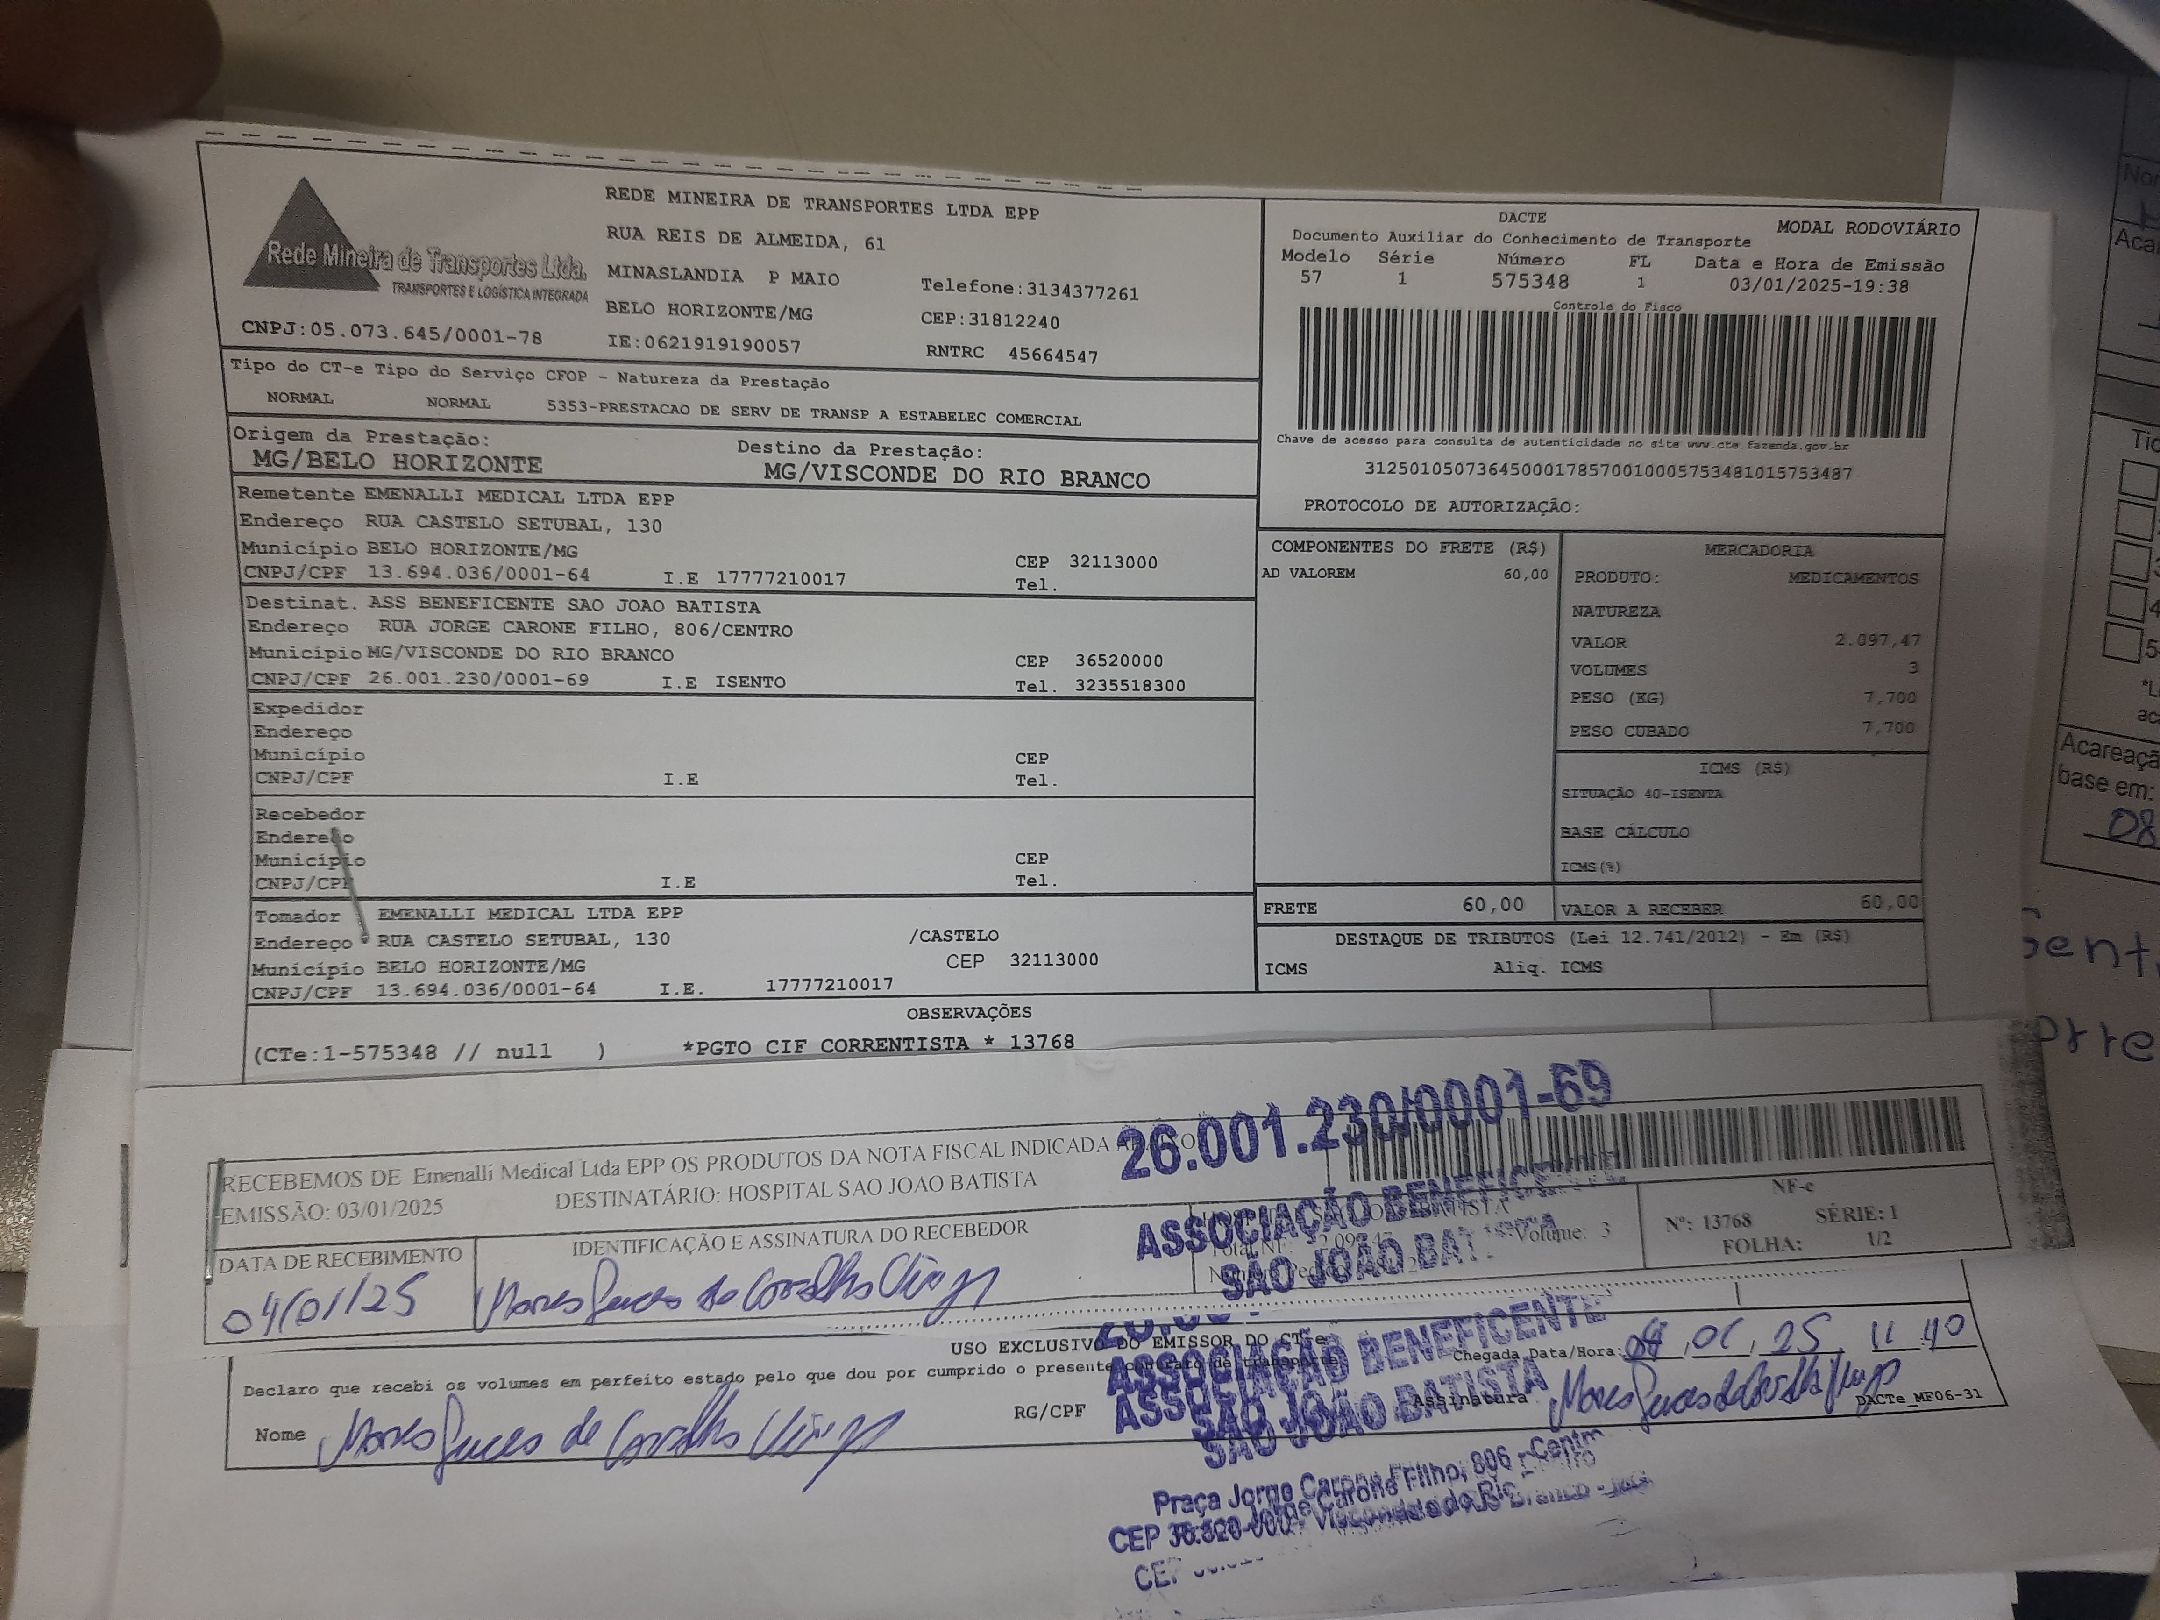 Rede Mineira de Transportes Ltda.
TRANSPORTES E LOGÍSTICA INTEGRADA
CNPJ:05.073.645/0001-78
REDE MINEIRA DE TRANSPORTES LTDA EPP
RUA REIS DE ALMEIDA, 61
MINASLANDIA P MAIO Telefone:3134377261
BELO HORIZONTE/MG CEP:31812240
IE:0621919190057 RNTRC 45664547
DACTE MODAL RODOVIÁRIO
Documento Auxiliar do Conhecimento de Transporte
Modelo Série Número FL Data e Hora de Emissão
57 1 575348 1 03/01/2025-19:38
Controle do Fisco
Chave de acesso para consulta de autenticidade no site www.cte.fazenda.gov.br
31250105073645000178570010005753481015753487
PROTOCOLO DE AUTORIZAÇÃO:
Tipo do CT-e Tipo do Serviço CFOP - Natureza da Prestação
NORMAL NORMAL 5353-PRESTACAO DE SERV DE TRANSP A ESTABELEC COMERCIAL
Origem da Prestação: Destino da Prestação:
MG/BELO HORIZONTE MG/VISCONDE DO RIO BRANCO
Remetente EMENALLI MEDICAL LTDA EPP
Endereço RUA CASTELO SETUBAL, 130
Município BELO HORIZONTE/MG CEP 32113000
CNPJ/CPF 13.694.036/0001-64 I.E 17777210017 Tel.
Destinat. ASS BENEFICENTE SAO JOAO BATISTA
Endereço RUA JORGE CARONE FILHO, 806/CENTRO
Município MG/VISCONDE DO RIO BRANCO CEP 36520000
CNPJ/CPF 26.001.230/0001-69 I.E ISENTO Tel. 3235518300
Expedidor
Endereço
Município CEP
CNPJ/CPF I.E Tel.
Recebedor
Endereço
Município CEP
CNPJ/CPF I.E Tel.
Tomador EMENALLI MEDICAL LTDA EPP
Endereço RUA CASTELO SETUBAL, 130 /CASTELO
Município BELO HORIZONTE/MG CEP 32113000
CNPJ/CPF 13.694.036/0001-64 I.E. 17777210017
COMPONENTES DO FRETE (R$)
AD VALOREM 60,00
MERCADORIA
PRODUTO: MEDICAMENTOS
NATUREZA
VALOR 2.097,47
VOLUMES 3
PESO (KG) 7,700
PESO CUBADO 7,700
ICMS (R$)
SITUAÇÃO 40-ISENTA
BASE CÁLCULO
ICMS(%)
FRETE 60,00 VALOR A RECEBER 60,00
DESTAQUE DE TRIBUTOS (Lei 12.741/2012) - Em (R$)
ICMS Aliq. ICMS
OBSERVAÇÕES
(CTe:1-575348 // null ) *PGTO CIF CORRENTISTA * 13768
RECEBEMOS DE Emenalli Medical Ltda EPP OS PRODUTOS DA NOTA FISCAL INDICADA
EMISSÃO: 03/01/2025 DESTINATÁRIO: HOSPITAL SAO JOAO BATISTA
DATA DE RECEBIMENTO IDENTIFICAÇÃO E ASSINATURA DO RECEBEDOR
04/01/25
Volume: 3
NF-e
Nº: 13768 SÉRIE: 1
FOLHA: 1/2
26.001.230/0001-69
ASSOCIAÇÃO BENEFICENTE
SÃO JOÃO BATISTA
USO EXCLUSIVO DO EMISSOR DO CTe
Declaro que recebi os volumes em perfeito estado pelo que dou por cumprido o presente contrato de transporte
Chegada Data/Hora: 04, 01, 25 11 40
Nome RG/CPF Assinatura
DACTe_MF06-31
ASSOCIAÇÃO BENEFICENTE
SÃO JOÃO BATISTA
Praça Jorge Carone Filho, 806 - Centro
Acareação
base em:
08